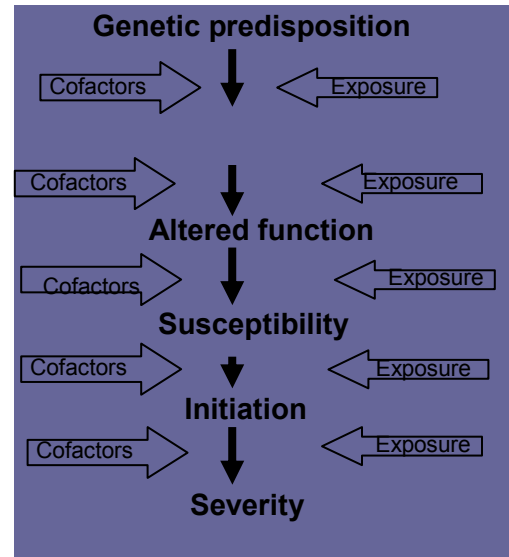 Genetic predisposition
Cofactors Exposure
Cofactors Exposure
Altered function
Cofactors Exposure
Susceptibility
Cofactors Exposure
Initiation
Cofactors Exposure
Severity